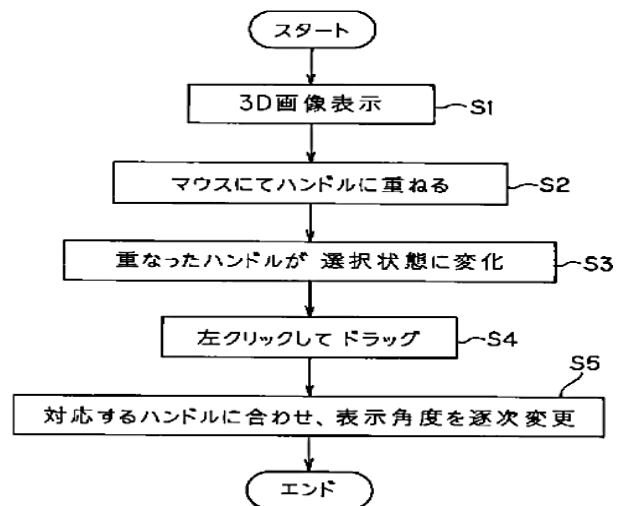 スタート
3D画像表示
S1
マウスにてハンドルに重ねる
S2
重なったハンドルが選択状態に変化
S3
左クリックしてドラッグ
S4
S5
対応するハンドルに合わせ、表示角度を逐次変更
エンド